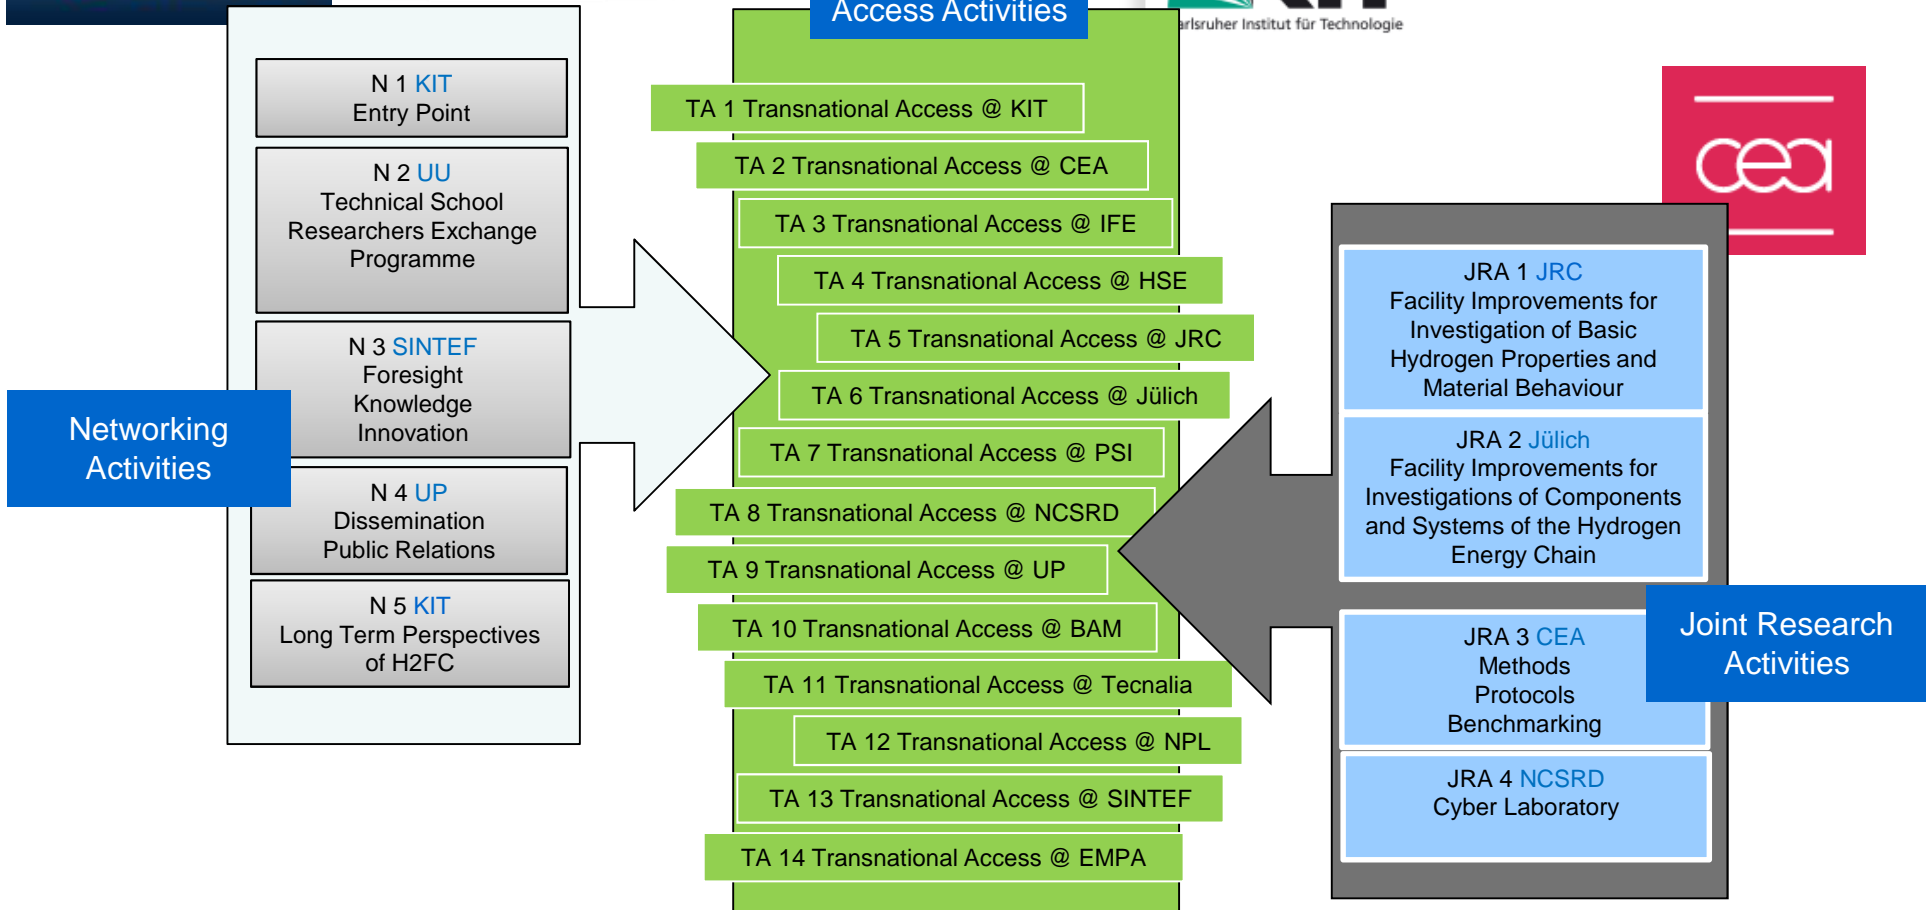 Access Activities
arlsruher Institut für Technologie
cea
N 1 KIT
Entry Point
N 2 UU
Technical School
Researchers Exchange
Programme
N 3 SINTEF
Foresight
Knowledge
Innovation
N 4 UP
Dissemination
Public Relations
N 5 KIT
Long Term Perspectives
of H2FC
Networking
Activities
TA 1 Transnational Access @ KIT
TA 2 Transnational Access @ CEA
TA 3 Transnational Access @ IFE
TA 4 Transnational Access @ HSE
TA 5 Transnational Access @ JRC
TA 6 Transnational Access @ Jülich
TA 7 Transnational Access @ PSI
TA 8 Transnational Access @ NCSRD
TA 9 Transnational Access @ UP
TA 10 Transnational Access @ BAM
TA 11 Transnational Access @ Tecnalia
TA 12 Transnational Access @ NPL
TA 13 Transnational Access @ SINTEF
TA 14 Transnational Access @ EMPA
JRA 1 JRC
Facility Improvements for
Investigation of Basic
Hydrogen Properties and
Material Behaviour
JRA 2 Jülich
Facility Improvements for
Investigations of Components
and Systems of the Hydrogen
Energy Chain
JRA 3 CEA
Methods
Protocols
Benchmarking
JRA 4 NCSRD
Cyber Laboratory
Joint Research
Activities